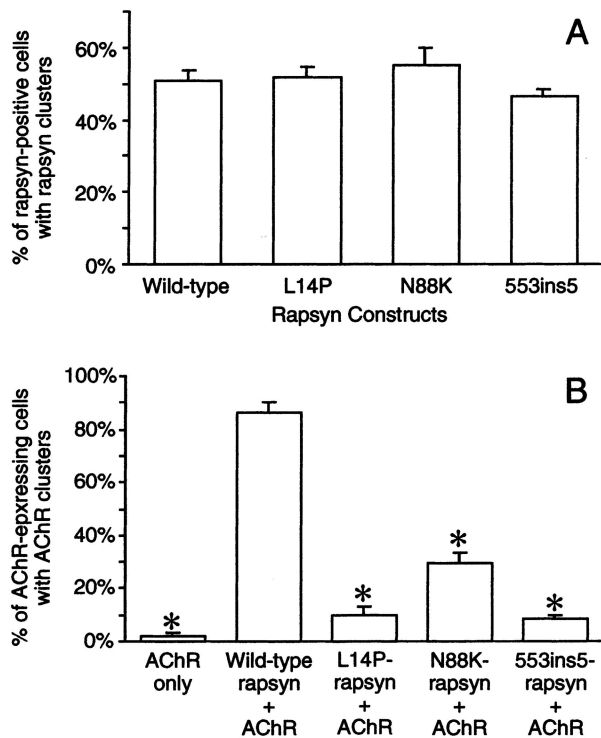 A
% of rapsyn-positive cells
with rapsyn clusters
60%
40%
20%
0%
Wild-type L14P N88K 553ins5
Rapsyn Constructs
B
% of AChR-epxressing cells
with AChR clusters
100%
80%
60%
40%
20%
0%
* * * *
AChR only
Wild-type rapsyn + AChR
L14P- rapsyn + AChR
N88K- rapsyn + AChR
553ins5- rapsyn + AChR